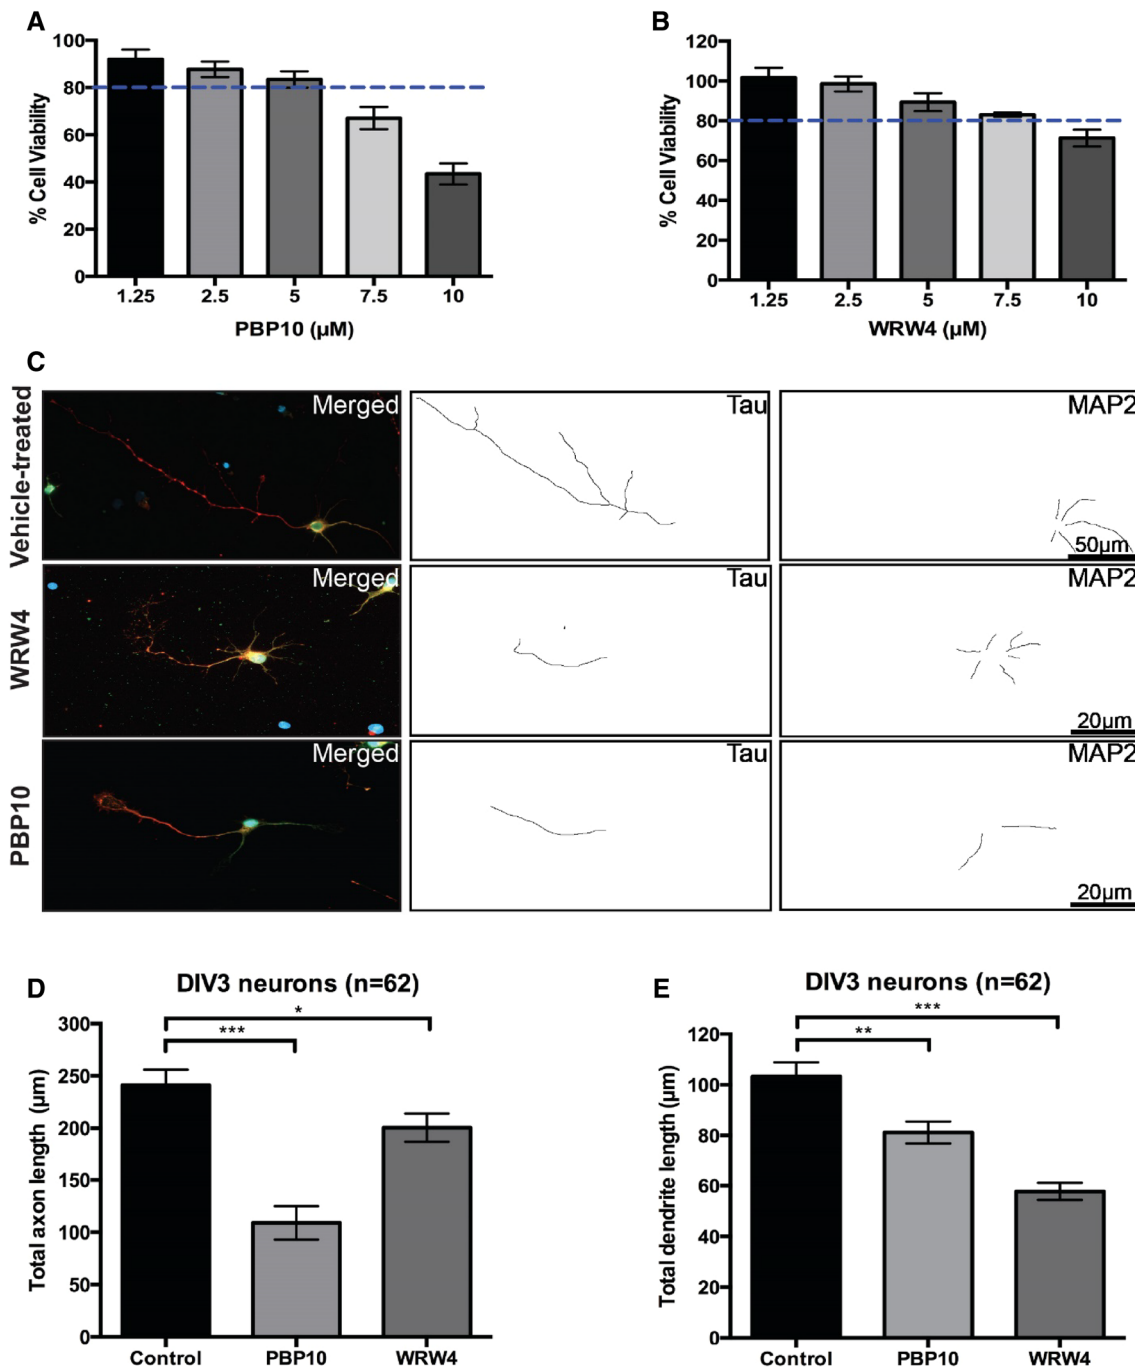 A
100
80
60
40
20
0
% Cell Viability
1.25 2.5 5 7.5 10
PBP10 (µM)
B
120
100
80
60
40
20
0
% Cell Viability
1.25 2.5 5 7.5 10
WRW4 (µM)
C
Vehicle-treated
Merged
Tau
MAP2
50µm
WRW4
Merged
Tau
MAP2
20µm
PBP10
Merged
Tau
MAP2
20µm
D
DIV3 neurons (n=62)
*
***
300
250
200
150
100
50
0
Total axon length (µm)
Control PBP10 WRW4
E
DIV3 neurons (n=62)
***
**
120
100
80
60
40
20
0
Total dendrite length (µm)
Control PBP10 WRW4